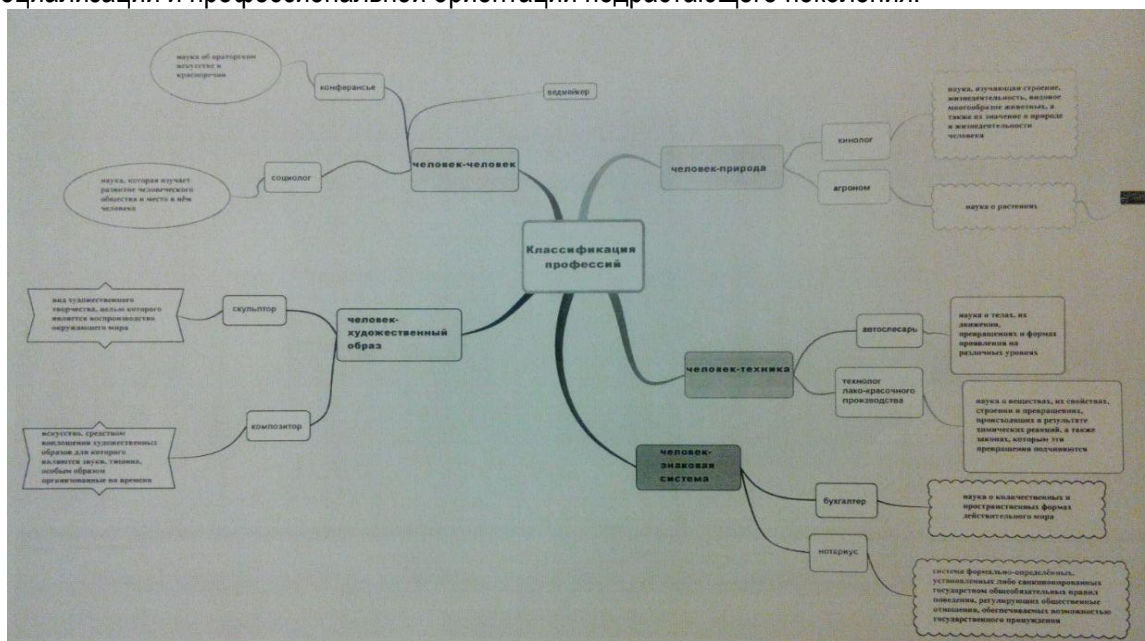 социализации и профессиональной ориентации подрастающего поколения.
наука об ораторском
искусстве и
красноречии
конферансье
ведмейкер
человек-человек
социолог
наука, которая изучает
развитие человеческого
общества и место в нём
человека
Классификация
профессий
человек-природа
кинолог
наука, изучающая строение,
жизнедеятельность, видовое
многообразие животных, а
также их значение в природе
и жизнедеятельности
человека
агроном
наука о растениях
человек-
художественный
образ
скульптор
вид художественного
творчества, целью которого
является воспроизводство
окружающего мира
композитор
искусство, средством
воплощения художественных
образов для которого
являются звуки, тишина,
особым образом
организованные во времени
человек-техника
автослесарь
наука о телах, их
движении,
превращениях и формах
проявления на
различных уровнях
технолог
лако-красочного
производства
наука о веществах, их свойствах,
строении и превращениях,
происходящих в результате
химических реакций, а также
законах, которым эти
превращения подчиняются
человек-
знаковая
система
бухгалтер
наука о количественных и
пространственных формах
действительного мира
нотариус
система формально-определённых,
установленных либо санкционированных
государством общеобязательных правил
поведения, регулирующих общественные
отношения, обеспечиваемых возможностью
государственного принуждения